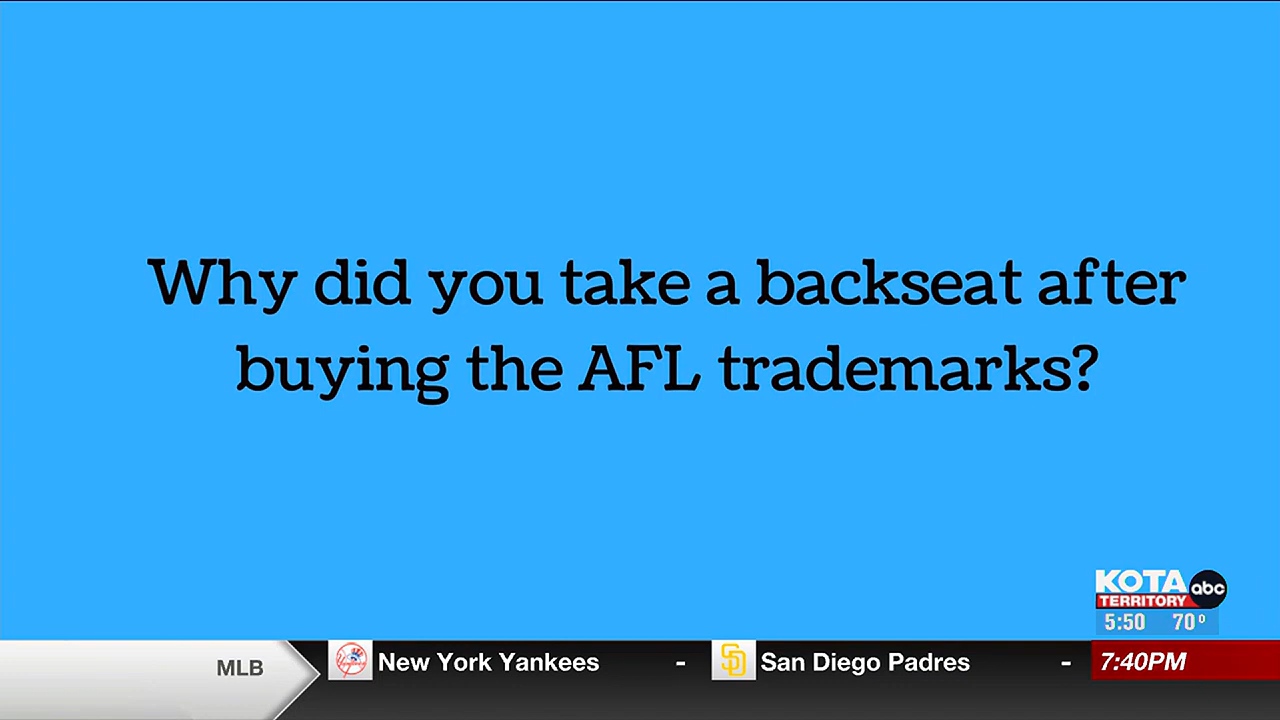 Why did you take a backseat after
buying the AFL trademarks?
KOTA abc
TERRITORY
5:50 70°
MLB New York Yankees - SD San Diego Padres - 7:40PM